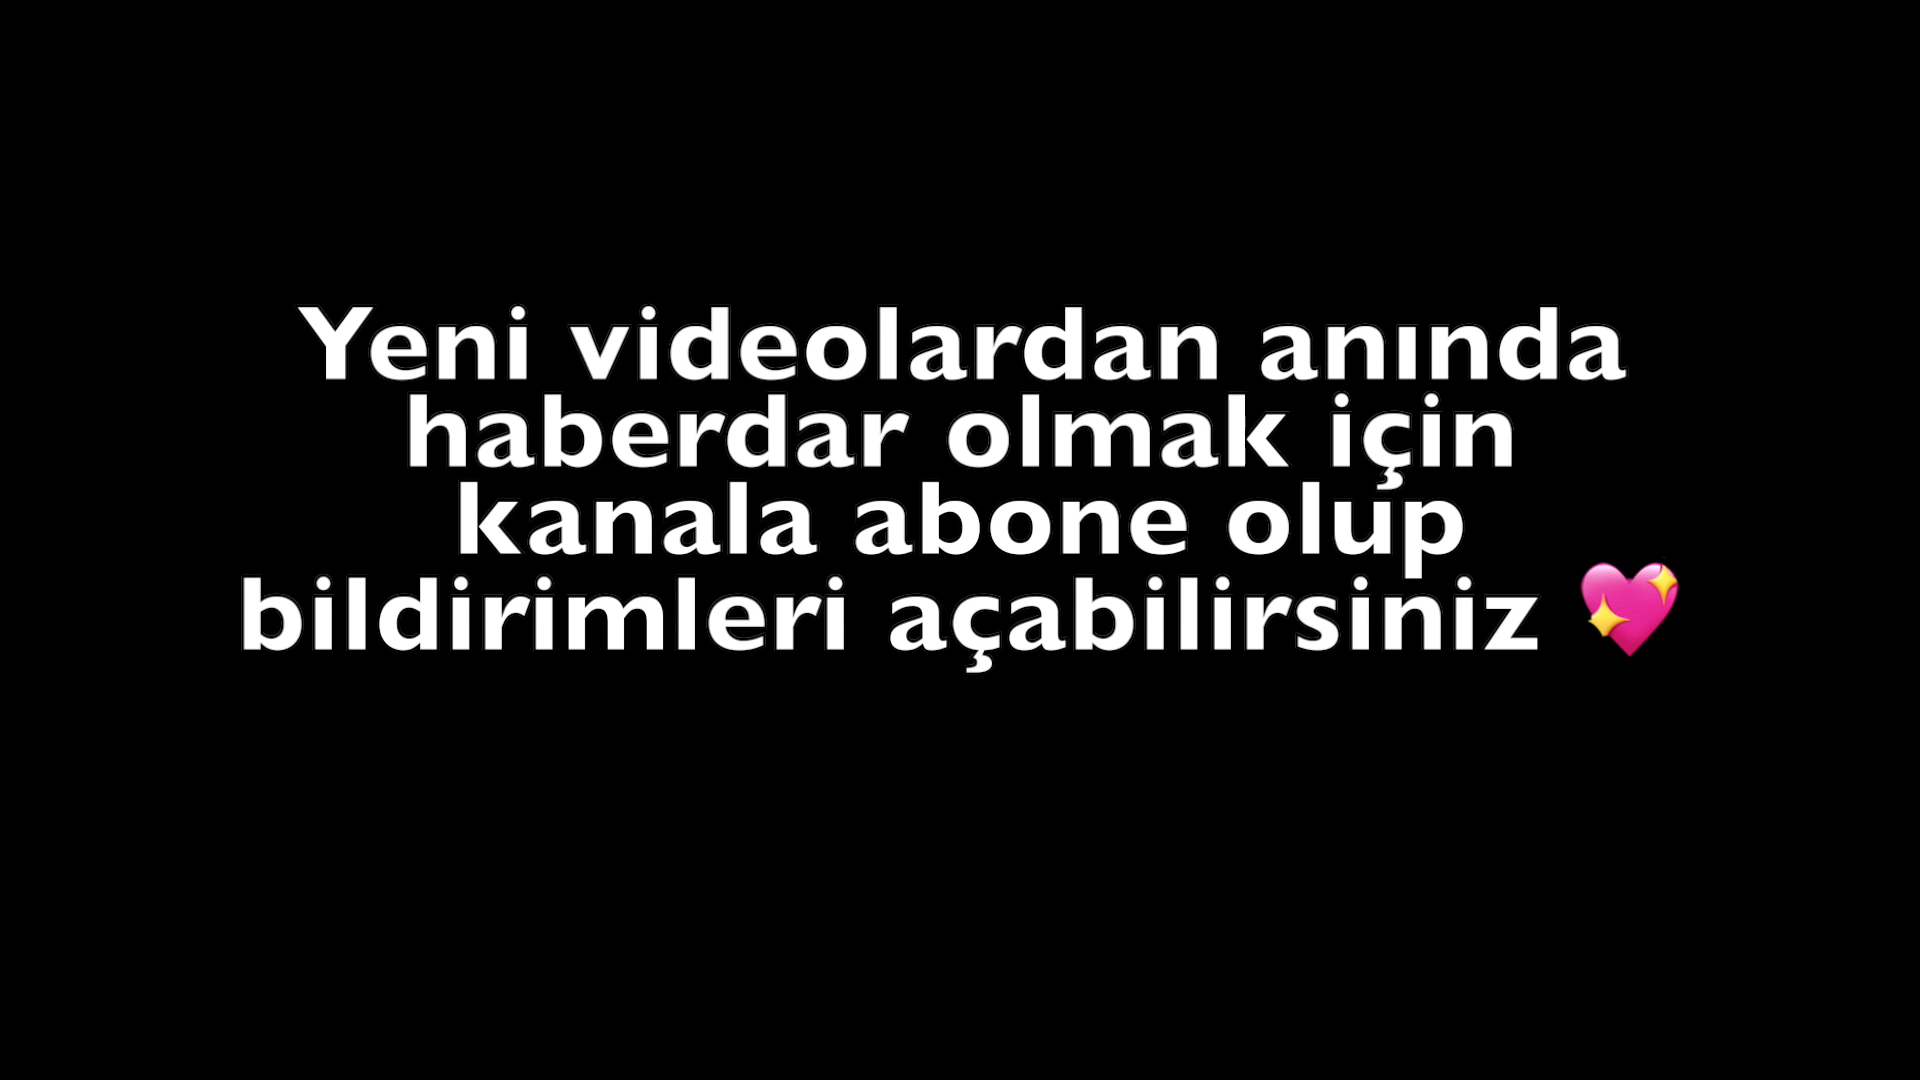 Yeni videolardan anında
haberdar olmak için
kanala abone olup
bildirimleri açabilirsiniz 💖